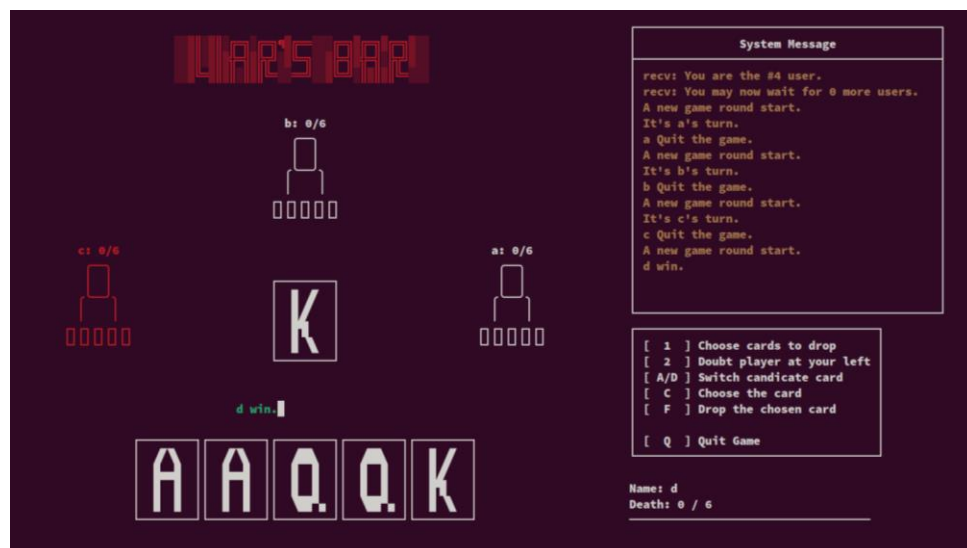 LIAR'S BAR
System Message
recv: You are the #4 user.
recv: You may now wait for 0 more users.
A new game round start.
It's a's turn.
a Quit the game.
A new game round start.
It's b's turn.
b Quit the game.
A new game round start.
It's c's turn.
c Quit the game.
A new game round start.
d win.
b: 0/6
c: 0/6
a: 0/6
K
d win.
A A Q Q K
[ 1 ] Choose cards to drop
[ 2 ] Doubt player at your left
[ A/D ] Switch candicate card
[ C ] Choose the card
[ F ] Drop the chosen card
[ Q ] Quit Game
Name: d
Death: 0 / 6